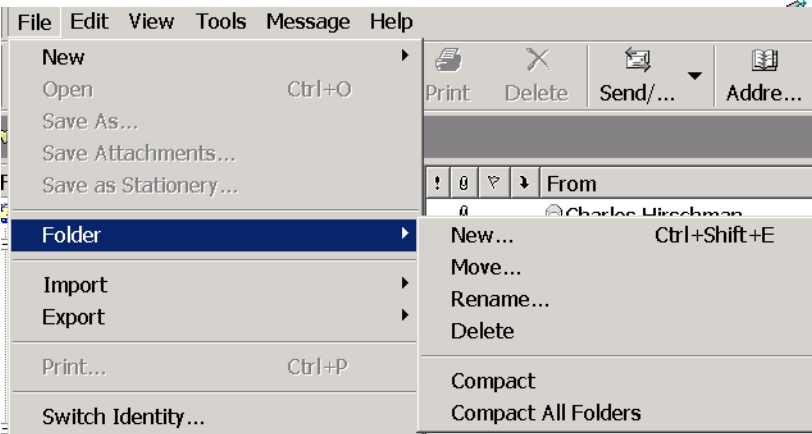 File Edit View Tools Message Help
New
Open Ctrl+O
Save As...
Save Attachments...
Save as Stationery...
Folder
Import
Export
Print... Ctrl+P
Switch Identity...
Print Delete Send/... Addre...
! From
Charles Hirschman
New... Ctrl+Shift+E
Move...
Rename...
Delete
Compact
Compact All Folders